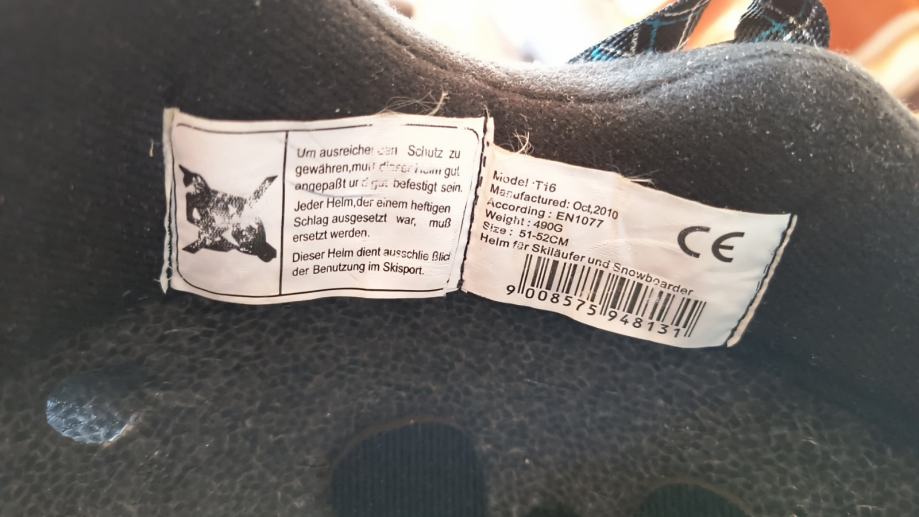 Um ausreichenden Schutz zu
gewähren,muß dieser Helm gut
angepaßt und gut befestigt sein.
Jeder Helm,der einem heftigen
Schlag ausgesetzt war, muß
ersetzt werden.
Dieser Helm dient ausschlie ßlich
der Benutzung im Skisport.
Model :T16
Manufactured: Oct,2010
According : EN1077
Weight : 490G
Size : 51-52CM
Helm für Skiläufer und Snowboarder
CE
9 008575 948131